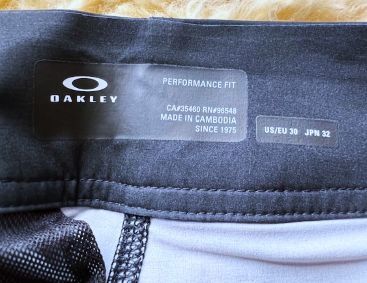 OAKLEY
PERFORMANCE FIT
CA#35460 RN#96548
MADE IN CAMBODIA
SINCE 1975
US/EU 30 JPN 32